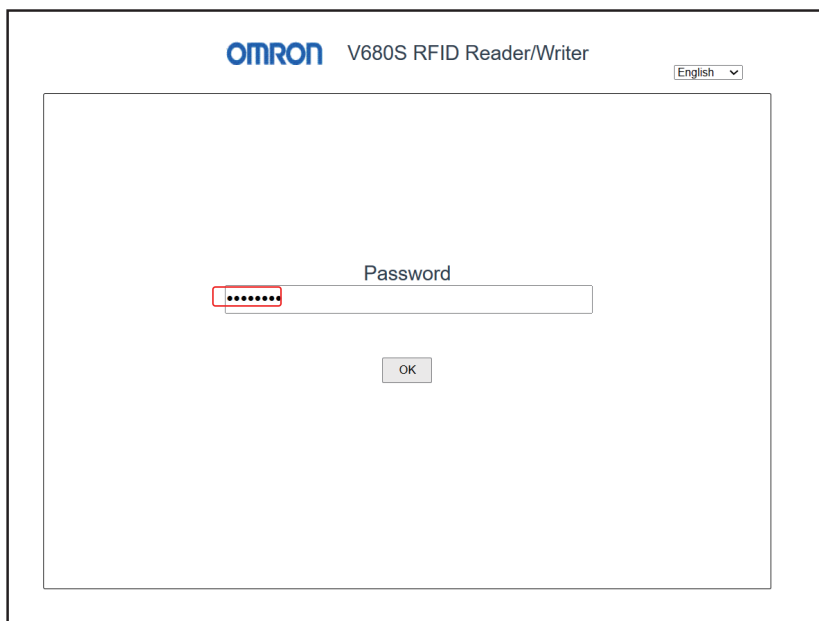 OMRON V680S RFID Reader/Writer
English
Password
••••••••
OK